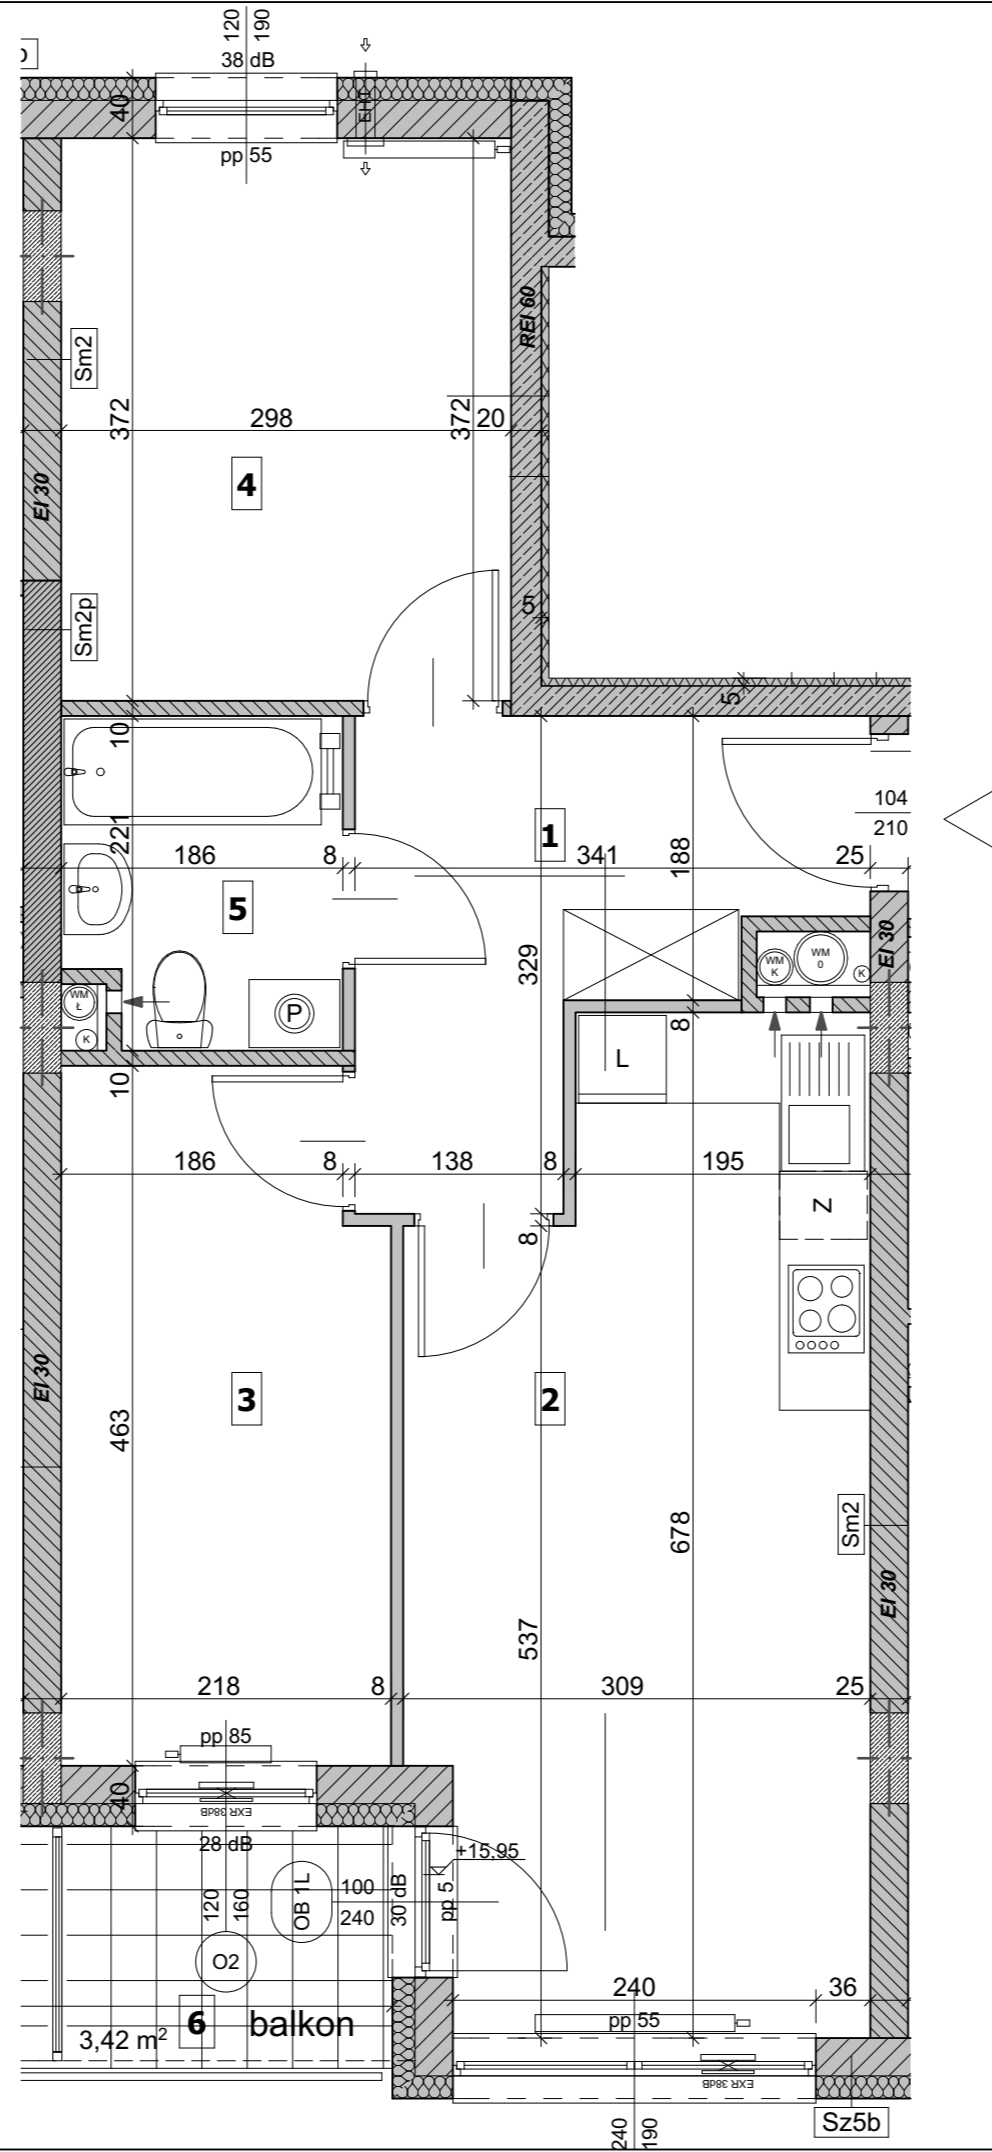 120
190
38 dB
40
EHT
pp 55
REI 60
Sm2
372
298
372
20
4
EI 30
Sm2p
5
5
10
104
210
221
1
186
8
341
188
25
5
329
EI 30
WM
K
WM
0
K
WM
Ł
K
P
8
L
10
186
8
138
8
195
Z
8
EI 30
3
2
463
Sm2
678
EI 30
537
218
8
309
25
pp 85
40
EXR 38dB
28 dB
+15,95
120
160
OB 1L
100
240
30 dB
pp 5
O2
240
36
6 balkon
3,42 m²
pp 55
EXR 38dB
Sz5b
240
190